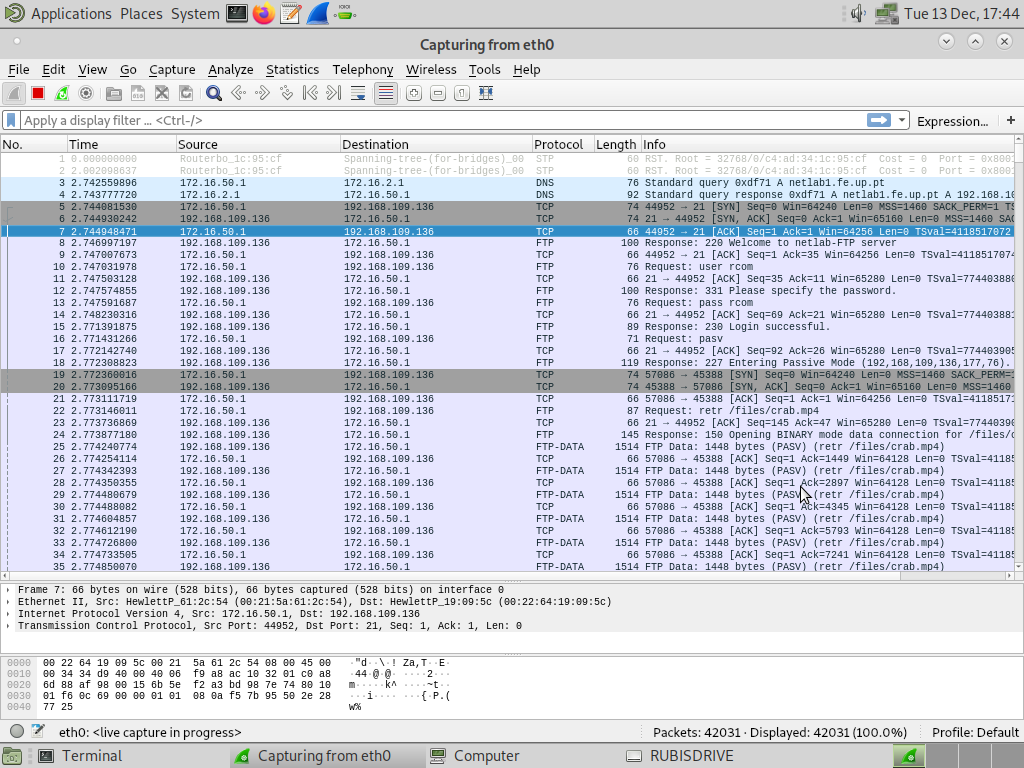 Applications Places System Tue 13 Dec, 17:44
Capturing from eth0
File Edit View Go Capture Analyze Statistics Telephony Wireless Tools Help
Apply a display filter ... <Ctrl-/> Expression... +
No. Time Source Destination Protocol Length Info
1 0.000000000 Routerbo_1c:95:cf Spanning-tree-(for-bridges)_00 STP 60 RST. Root = 32768/0/c4:ad:34:1c:95:cf Cost = 0 Port = 0x8001
2 2.002098637 Routerbo_1c:95:cf Spanning-tree-(for-bridges)_00 STP 60 RST. Root = 32768/0/c4:ad:34:1c:95:cf Cost = 0 Port = 0x8001
3 2.742559896 172.16.50.1 172.16.2.1 DNS 76 Standard query 0xdf71 A netlab1.fe.up.pt
4 2.743777720 172.16.2.1 172.16.50.1 DNS 92 Standard query response 0xdf71 A netlab1.fe.up.pt A 192.168.10
5 2.744081530 172.16.50.1 192.168.109.136 TCP 74 44952 → 21 [SYN] Seq=0 Win=64240 Len=0 MSS=1460 SACK_PERM=1 TS
6 2.744930242 192.168.109.136 172.16.50.1 TCP 74 21 → 44952 [SYN, ACK] Seq=0 Ack=1 Win=65160 Len=0 MSS=1460 SAC
7 2.744948471 172.16.50.1 192.168.109.136 TCP 66 44952 → 21 [ACK] Seq=1 Ack=1 Win=64256 Len=0 TSval=4118517072
8 2.746997197 192.168.109.136 172.16.50.1 FTP 100 Response: 220 Welcome to netlab-FTP server
9 2.747007673 172.16.50.1 192.168.109.136 TCP 66 44952 → 21 [ACK] Seq=1 Ack=35 Win=64256 Len=0 TSval=4118517074
10 2.747031978 172.16.50.1 192.168.109.136 FTP 76 Request: user rcom
11 2.747503128 192.168.109.136 172.16.50.1 TCP 66 21 → 44952 [ACK] Seq=35 Ack=11 Win=65280 Len=0 TSval=774403880
12 2.747574855 192.168.109.136 172.16.50.1 FTP 100 Response: 331 Please specify the password.
13 2.747591687 172.16.50.1 192.168.109.136 FTP 76 Request: pass rcom
14 2.748230316 192.168.109.136 172.16.50.1 TCP 66 21 → 44952 [ACK] Seq=69 Ack=21 Win=65280 Len=0 TSval=774403881
15 2.771391875 192.168.109.136 172.16.50.1 FTP 89 Response: 230 Login successful.
16 2.771431266 172.16.50.1 192.168.109.136 FTP 71 Request: pasv
17 2.772142740 192.168.109.136 172.16.50.1 TCP 66 21 → 44952 [ACK] Seq=92 Ack=26 Win=65280 Len=0 TSval=774403905
18 2.772308823 192.168.109.136 172.16.50.1 FTP 119 Response: 227 Entering Passive Mode (192,168,109,136,177,76).
19 2.772360016 172.16.50.1 192.168.109.136 TCP 74 57086 → 45388 [SYN] Seq=0 Win=64240 Len=0 MSS=1460 SACK_PERM=1
20 2.773095166 192.168.109.136 172.16.50.1 TCP 74 45388 → 57086 [SYN, ACK] Seq=0 Ack=1 Win=65160 Len=0 MSS=1460
21 2.773111719 172.16.50.1 192.168.109.136 TCP 66 57086 → 45388 [ACK] Seq=1 Ack=1 Win=64256 Len=0 TSval=41185171
22 2.773146011 172.16.50.1 192.168.109.136 FTP 87 Request: retr /files/crab.mp4
23 2.773736869 192.168.109.136 172.16.50.1 TCP 66 21 → 44952 [ACK] Seq=145 Ack=47 Win=65280 Len=0 TSval=77440390
24 2.773877180 192.168.109.136 172.16.50.1 FTP 145 Response: 150 Opening BINARY mode data connection for /files/c
25 2.774240774 192.168.109.136 172.16.50.1 FTP-DATA 1514 FTP Data: 1448 bytes (PASV) (retr /files/crab.mp4)
26 2.774254114 172.16.50.1 192.168.109.136 TCP 66 57086 → 45388 [ACK] Seq=1 Ack=1449 Win=64128 Len=0 TSval=41185
27 2.774342393 192.168.109.136 172.16.50.1 FTP-DATA 1514 FTP Data: 1448 bytes (PASV) (retr /files/crab.mp4)
28 2.774350355 172.16.50.1 192.168.109.136 TCP 66 57086 → 45388 [ACK] Seq=1 Ack=2897 Win=64128 Len=0 TSval=41185
29 2.774480679 192.168.109.136 172.16.50.1 FTP-DATA 1514 FTP Data: 1448 bytes (PASV) (retr /files/crab.mp4)
30 2.774488082 172.16.50.1 192.168.109.136 TCP 66 57086 → 45388 [ACK] Seq=1 Ack=4345 Win=64128 Len=0 TSval=41185
31 2.774604857 192.168.109.136 172.16.50.1 FTP-DATA 1514 FTP Data: 1448 bytes (PASV) (retr /files/crab.mp4)
32 2.774612190 172.16.50.1 192.168.109.136 TCP 66 57086 → 45388 [ACK] Seq=1 Ack=5793 Win=64128 Len=0 TSval=41185
33 2.774726800 192.168.109.136 172.16.50.1 FTP-DATA 1514 FTP Data: 1448 bytes (PASV) (retr /files/crab.mp4)
34 2.774733505 172.16.50.1 192.168.109.136 TCP 66 57086 → 45388 [ACK] Seq=1 Ack=7241 Win=64128 Len=0 TSval=41185
35 2.774850070 192.168.109.136 172.16.50.1 FTP-DATA 1514 FTP Data: 1448 bytes (PASV) (retr /files/crab.mp4)
Frame 7: 66 bytes on wire (528 bits), 66 bytes captured (528 bits) on interface 0
Ethernet II, Src: HewlettP_61:2c:54 (00:21:5a:61:2c:54), Dst: HewlettP_19:09:5c (00:22:64:19:09:5c)
Internet Protocol Version 4, Src: 172.16.50.1, Dst: 192.168.109.136
Transmission Control Protocol, Src Port: 44952, Dst Port: 21, Seq: 1, Ack: 1, Len: 0
0000 00 22 64 19 09 5c 00 21 5a 61 2c 54 08 00 45 00 ·"d··\·! Za,T··E·
0010 00 34 34 d9 40 00 40 06 f9 a8 ac 10 32 01 c0 a8 ·44·@·@· ····2···
0020 6d 88 af 98 00 15 6b 5e f2 a3 bd 98 7e 74 80 10 m·····k^ ····~t··
0030 01 f6 0c 69 00 00 01 01 08 0a f5 7b 95 50 2e 28 ···i···· ···{·P.(
0040 77 25 w%
eth0: <live capture in progress> Packets: 42031 · Displayed: 42031 (100.0%) Profile: Default
Terminal Capturing from eth0 Computer RUBISDRIVE